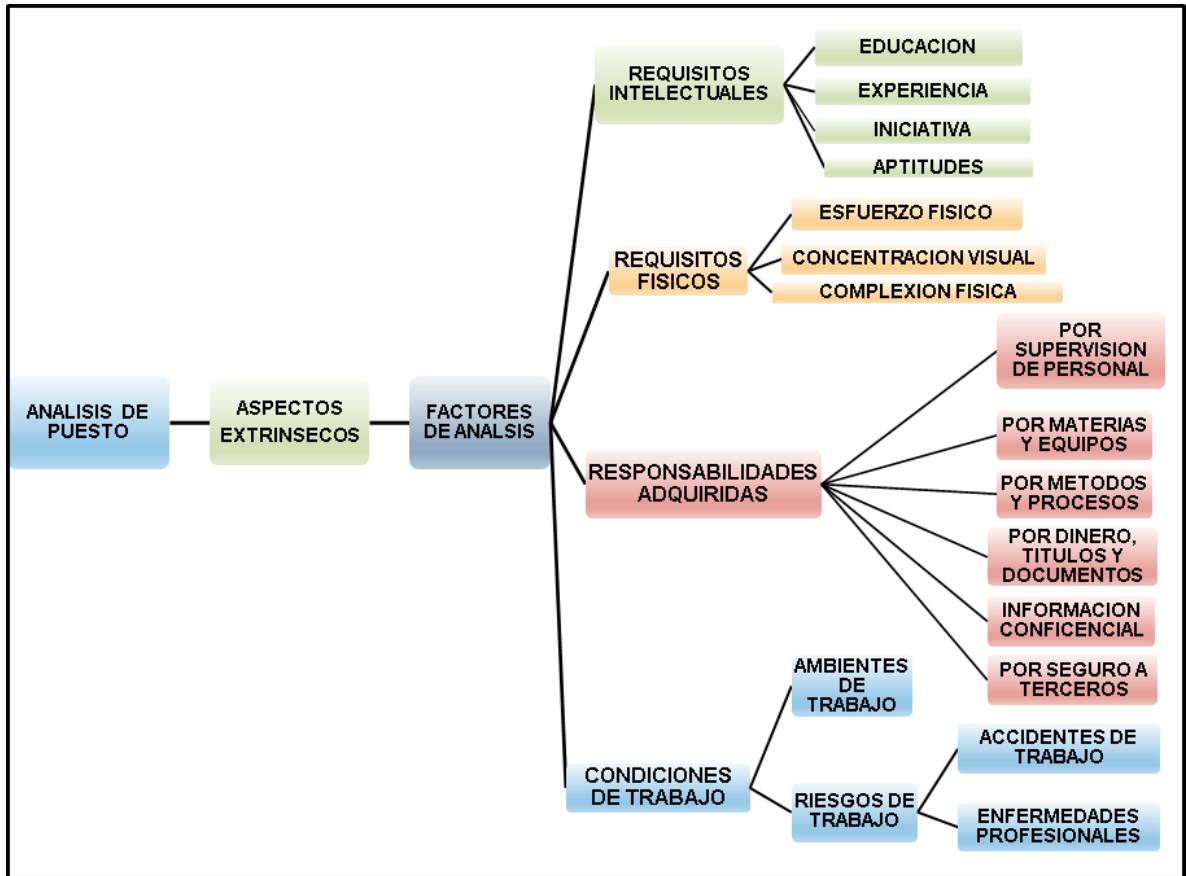 ANALISIS DE
PUESTO
ASPECTOS
EXTRINSECOS
FACTORES
DE ANALSIS
REQUISITOS
INTELECTUALES
EDUCACION
EXPERIENCIA
INICIATIVA
APTITUDES
REQUISITOS
FISICOS
ESFUERZO FISICO
CONCENTRACION VISUAL
COMPLEXION FISICA
RESPONSABILIDADES
ADQUIRIDAS
POR
SUPERVISION
DE PERSONAL
POR MATERIAS
Y EQUIPOS
POR METODOS
Y PROCESOS
POR DINERO,
TITULOS Y
DOCUMENTOS
INFORMACION
CONFICENCIAL
POR SEGURO A
TERCEROS
CONDICIONES
DE TRABAJO
AMBIENTES
DE
TRABAJO
RIESGOS DE
TRABAJO
ACCIDENTES DE
TRABAJO
ENFERMEDADES
PROFESIONALES